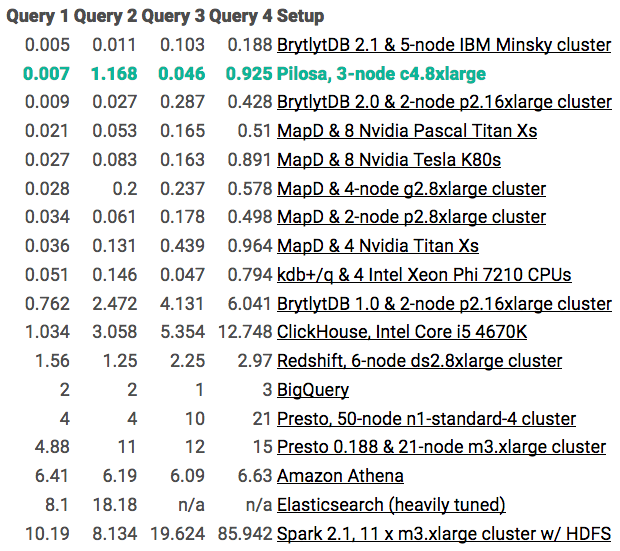 Query 1 Query 2 Query 3 Query 4 Setup
0.005 0.011 0.103 0.188 BrytlytDB 2.1 & 5-node IBM Minsky cluster
0.007 1.168 0.046 0.925 Pilosa, 3-node c4.8xlarge
0.009 0.027 0.287 0.428 BrytlytDB 2.0 & 2-node p2.16xlarge cluster
0.021 0.053 0.165 0.51 MapD & 8 Nvidia Pascal Titan Xs
0.027 0.083 0.163 0.891 MapD & 8 Nvidia Tesla K80s
0.028 0.2 0.237 0.578 MapD & 4-node g2.8xlarge cluster
0.034 0.061 0.178 0.498 MapD & 2-node p2.8xlarge cluster
0.036 0.131 0.439 0.964 MapD & 4 Nvidia Titan Xs
0.051 0.146 0.047 0.794 kdb+/q & 4 Intel Xeon Phi 7210 CPUs
0.762 2.472 4.131 6.041 BrytlytDB 1.0 & 2-node p2.16xlarge cluster
1.034 3.058 5.354 12.748 ClickHouse, Intel Core i5 4670K
1.56 1.25 2.25 2.97 Redshift, 6-node ds2.8xlarge cluster
2 2 1 3 BigQuery
4 4 10 21 Presto, 50-node n1-standard-4 cluster
4.88 11 12 15 Presto 0.188 & 21-node m3.xlarge cluster
6.41 6.19 6.09 6.63 Amazon Athena
8.1 18.18 n/a n/a Elasticsearch (heavily tuned)
10.19 8.134 19.624 85.942 Spark 2.1, 11 x m3.xlarge cluster w/ HDFS